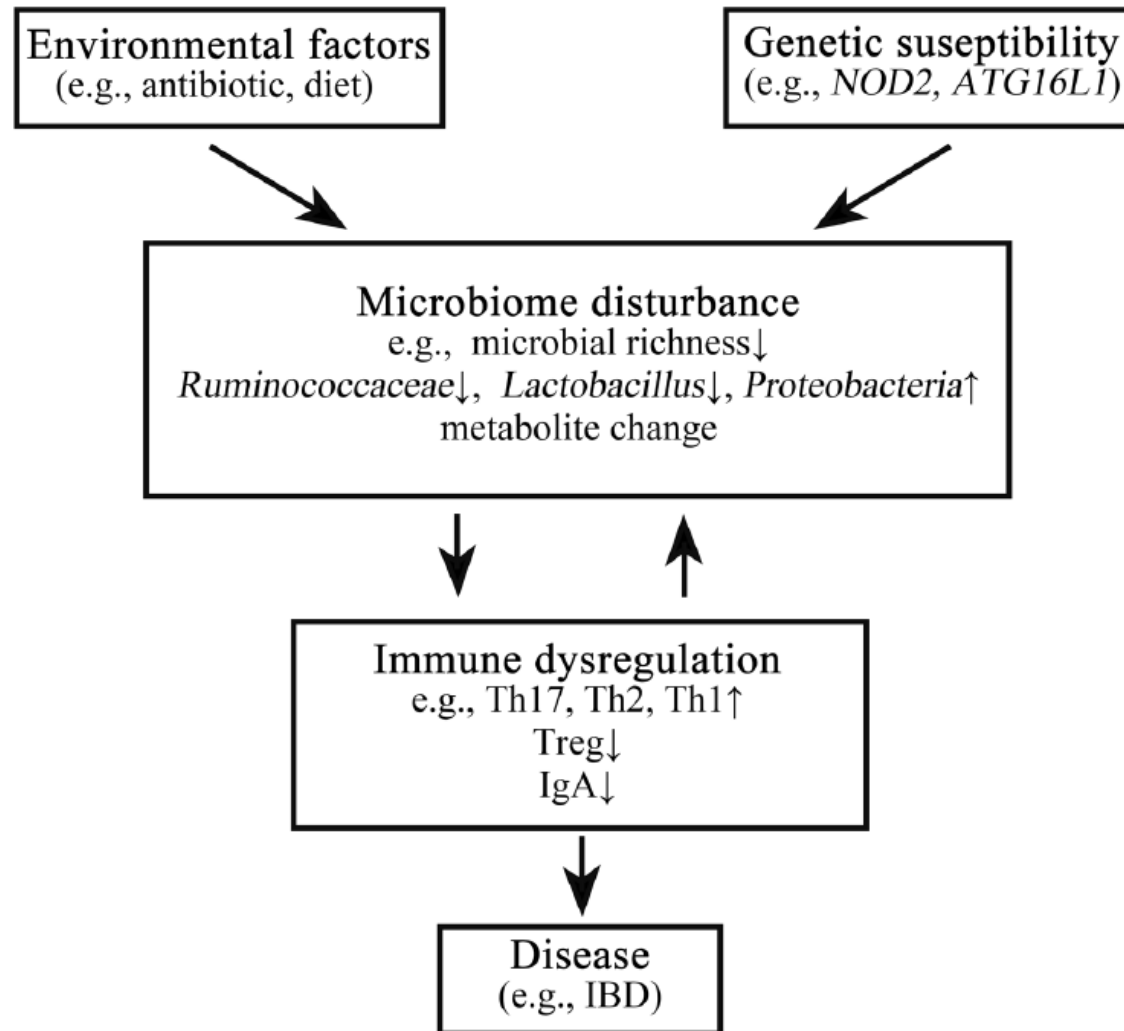 Environmental factors
(e.g., antibiotic, diet)
Genetic suseptibility
(e.g., NOD2, ATG16L1)
Microbiome disturbance
e.g., microbial richness↓
Ruminococcaceae↓, Lactobacillus↓, Proteobacteria↑
metabolite change
Immune dysregulation
e.g., Th17, Th2, Th1↑
Treg↓
IgA↓
Disease
(e.g., IBD)